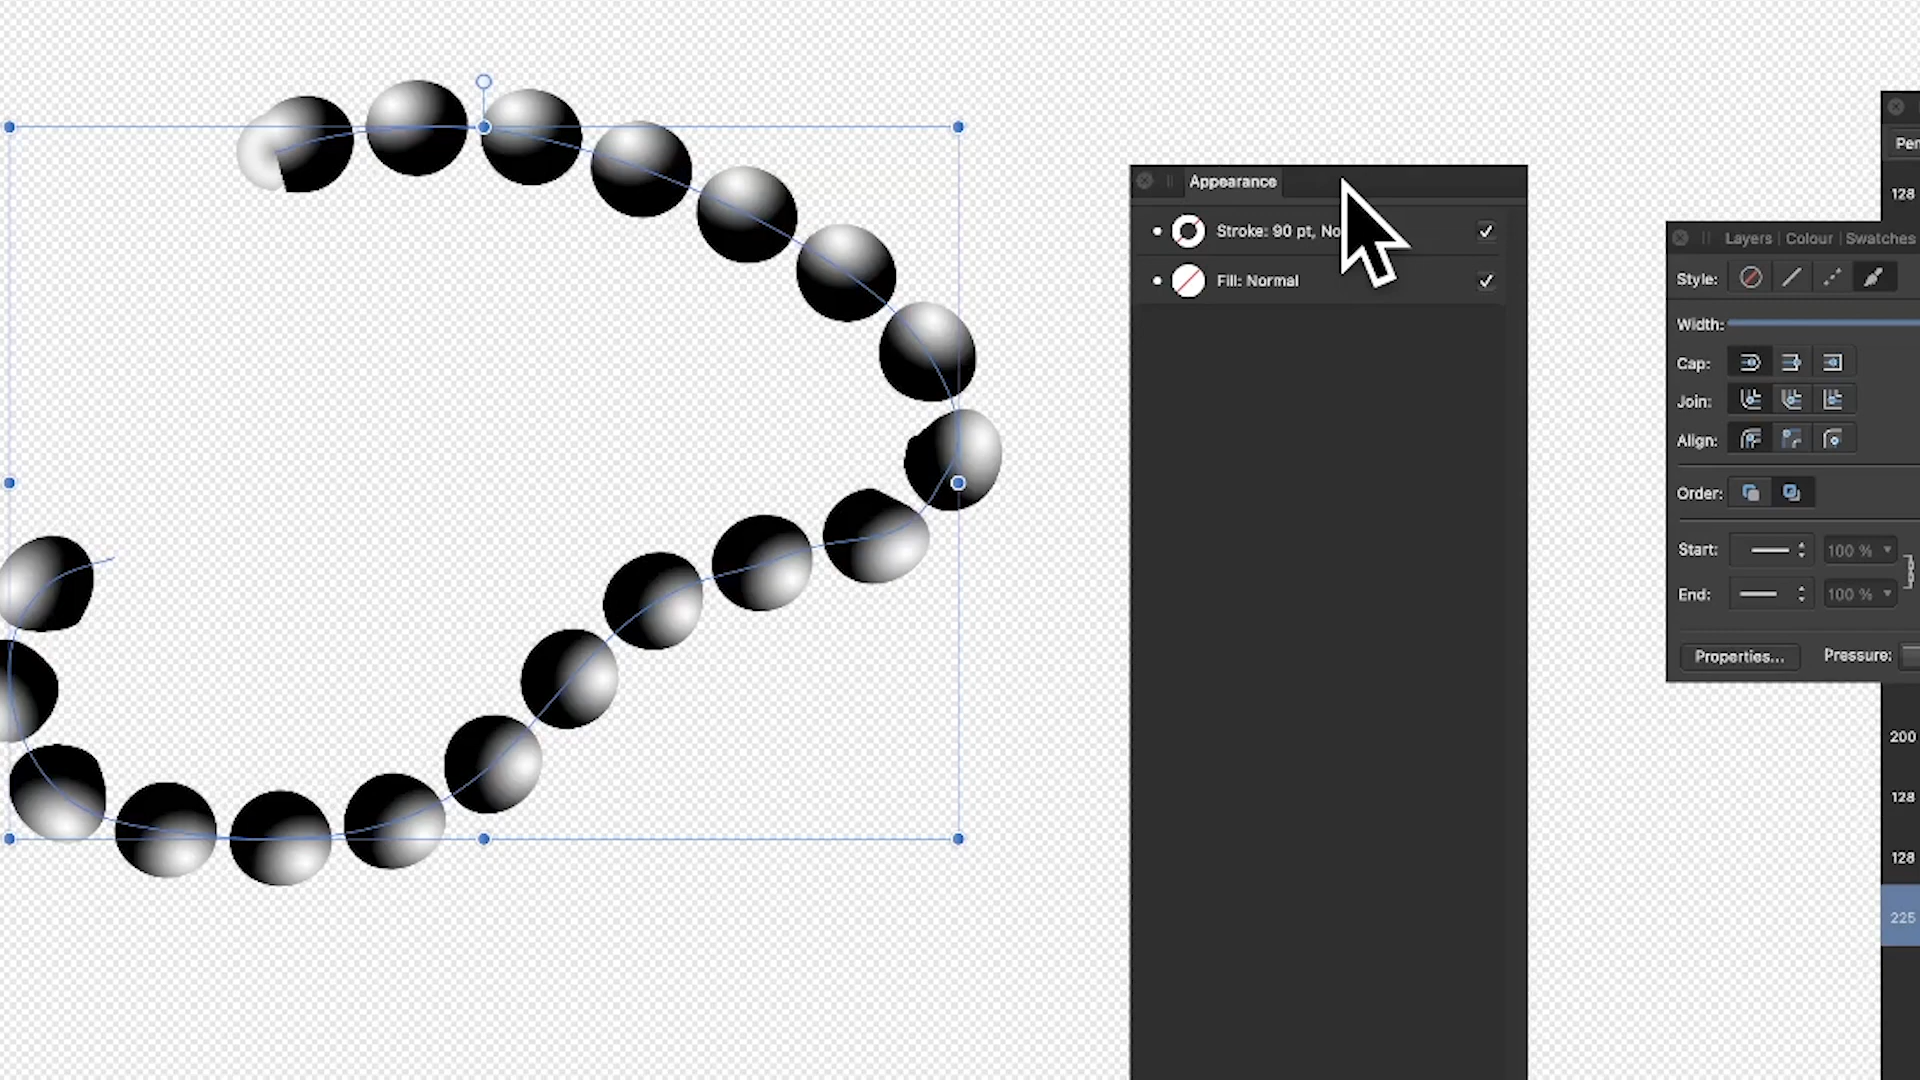 Appearance
Stroke: 90 pt, No
Fill: Normal
Per
128
Layers Colour Swatches
Style:
Width:
Cap:
Join:
Align:
Order:
Start: 100 %
End: 100 %
Properties... Pressure:
200
128
128
225